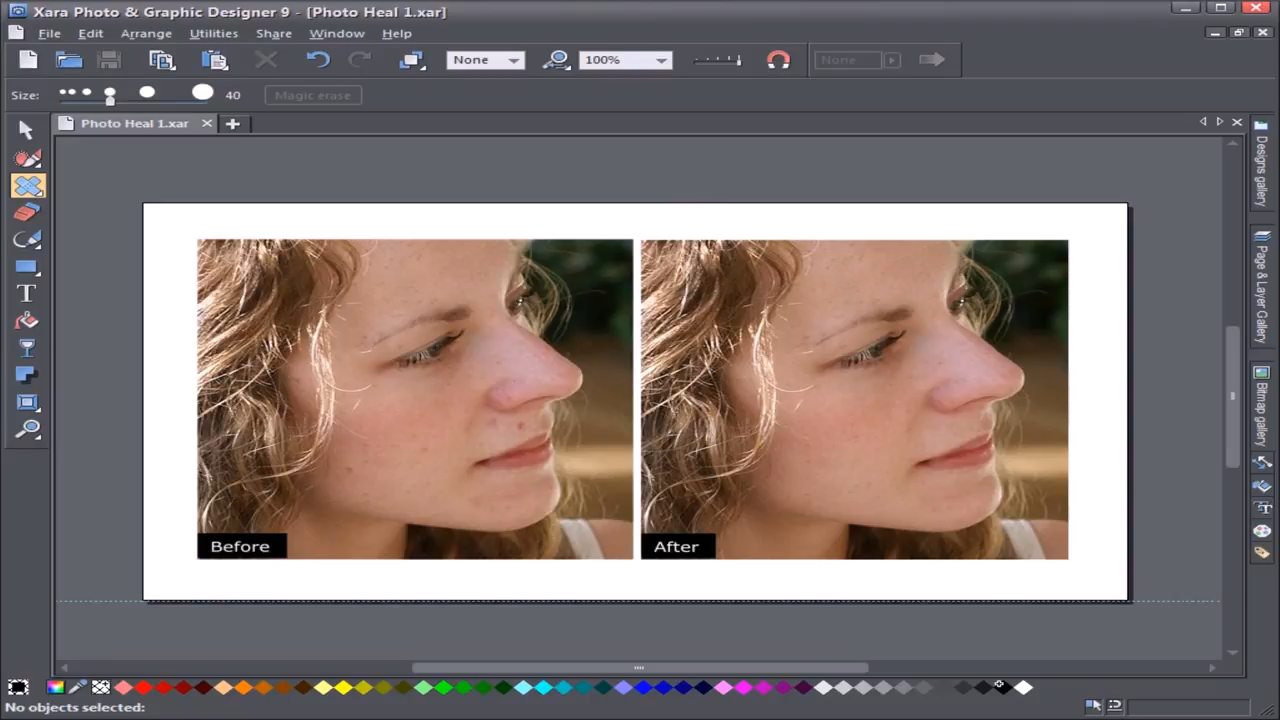 Xara Photo & Graphic Designer 9 - [Photo Heal 1.xar]
File Edit Arrange Utilities Share Window Help
None 100% None
Size: 40 Magic erase
Photo Heal 1.xar
T
Designs gallery
Page & Layer Gallery
Bitmap gallery
Before After
No objects selected: